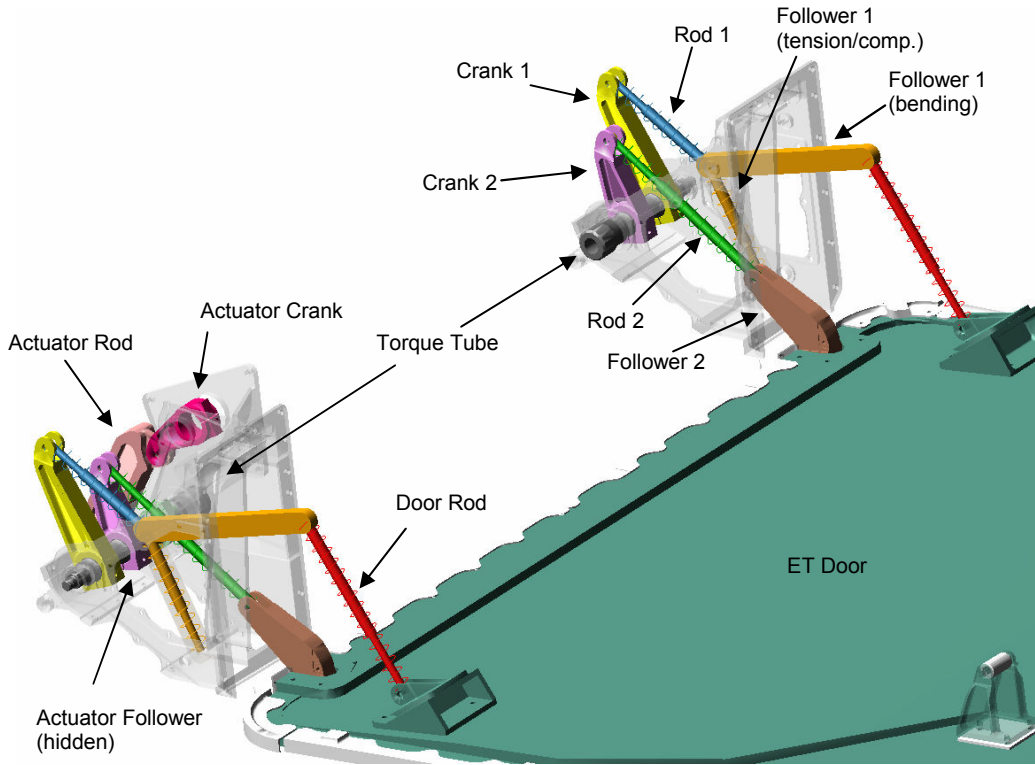 Follower 1
(tension/comp.)
Rod 1
Crank 1
Follower 1
(bending)
Crank 2
Actuator Crank
Rod 2
Actuator Rod
Torque Tube
Follower 2
Door Rod
ET Door
Actuator Follower
(hidden)